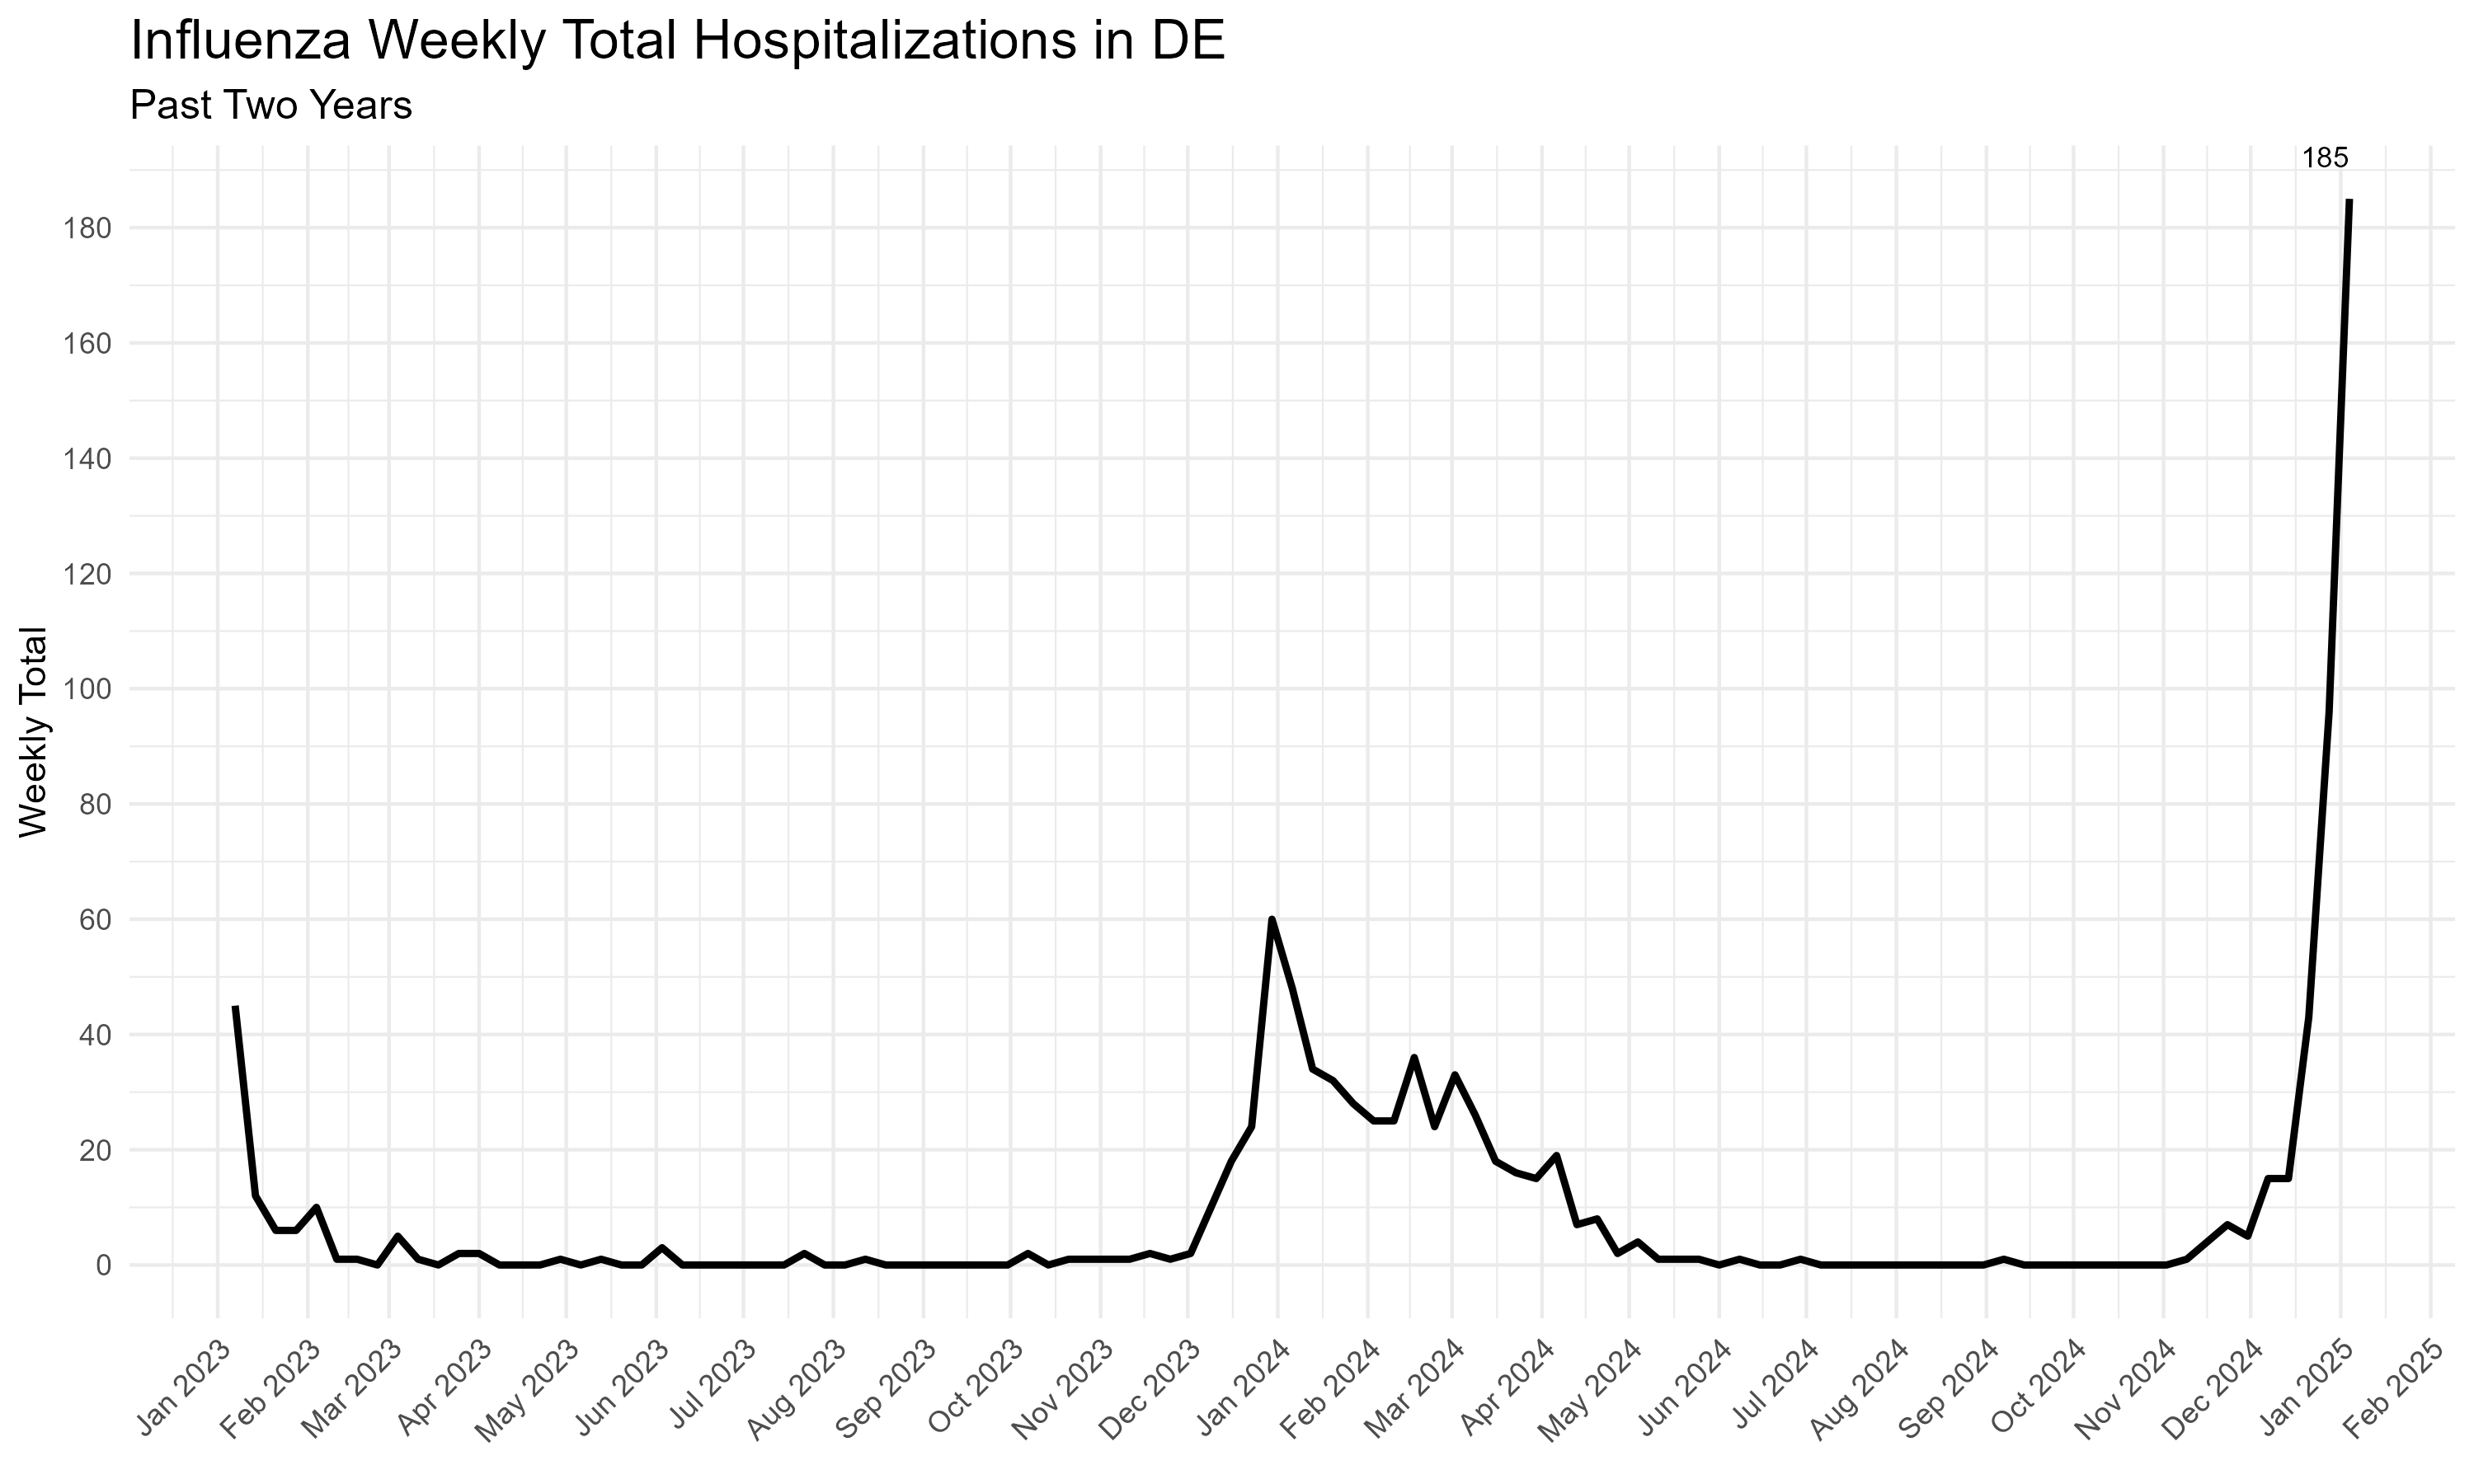 Influenza Weekly Total Hospitalizations in DE
Past Two Years
185
180
160
140
120
100
80
60
40
20
0
Weekly Total
Jan 2023
Feb 2023
Mar 2023
Apr 2023
May 2023
Jun 2023
Jul 2023
Aug 2023
Sep 2023
Oct 2023
Nov 2023
Dec 2023
Jan 2024
Feb 2024
Mar 2024
Apr 2024
May 2024
Jun 2024
Jul 2024
Aug 2024
Sep 2024
Oct 2024
Nov 2024
Dec 2024
Jan 2025
Feb 2025